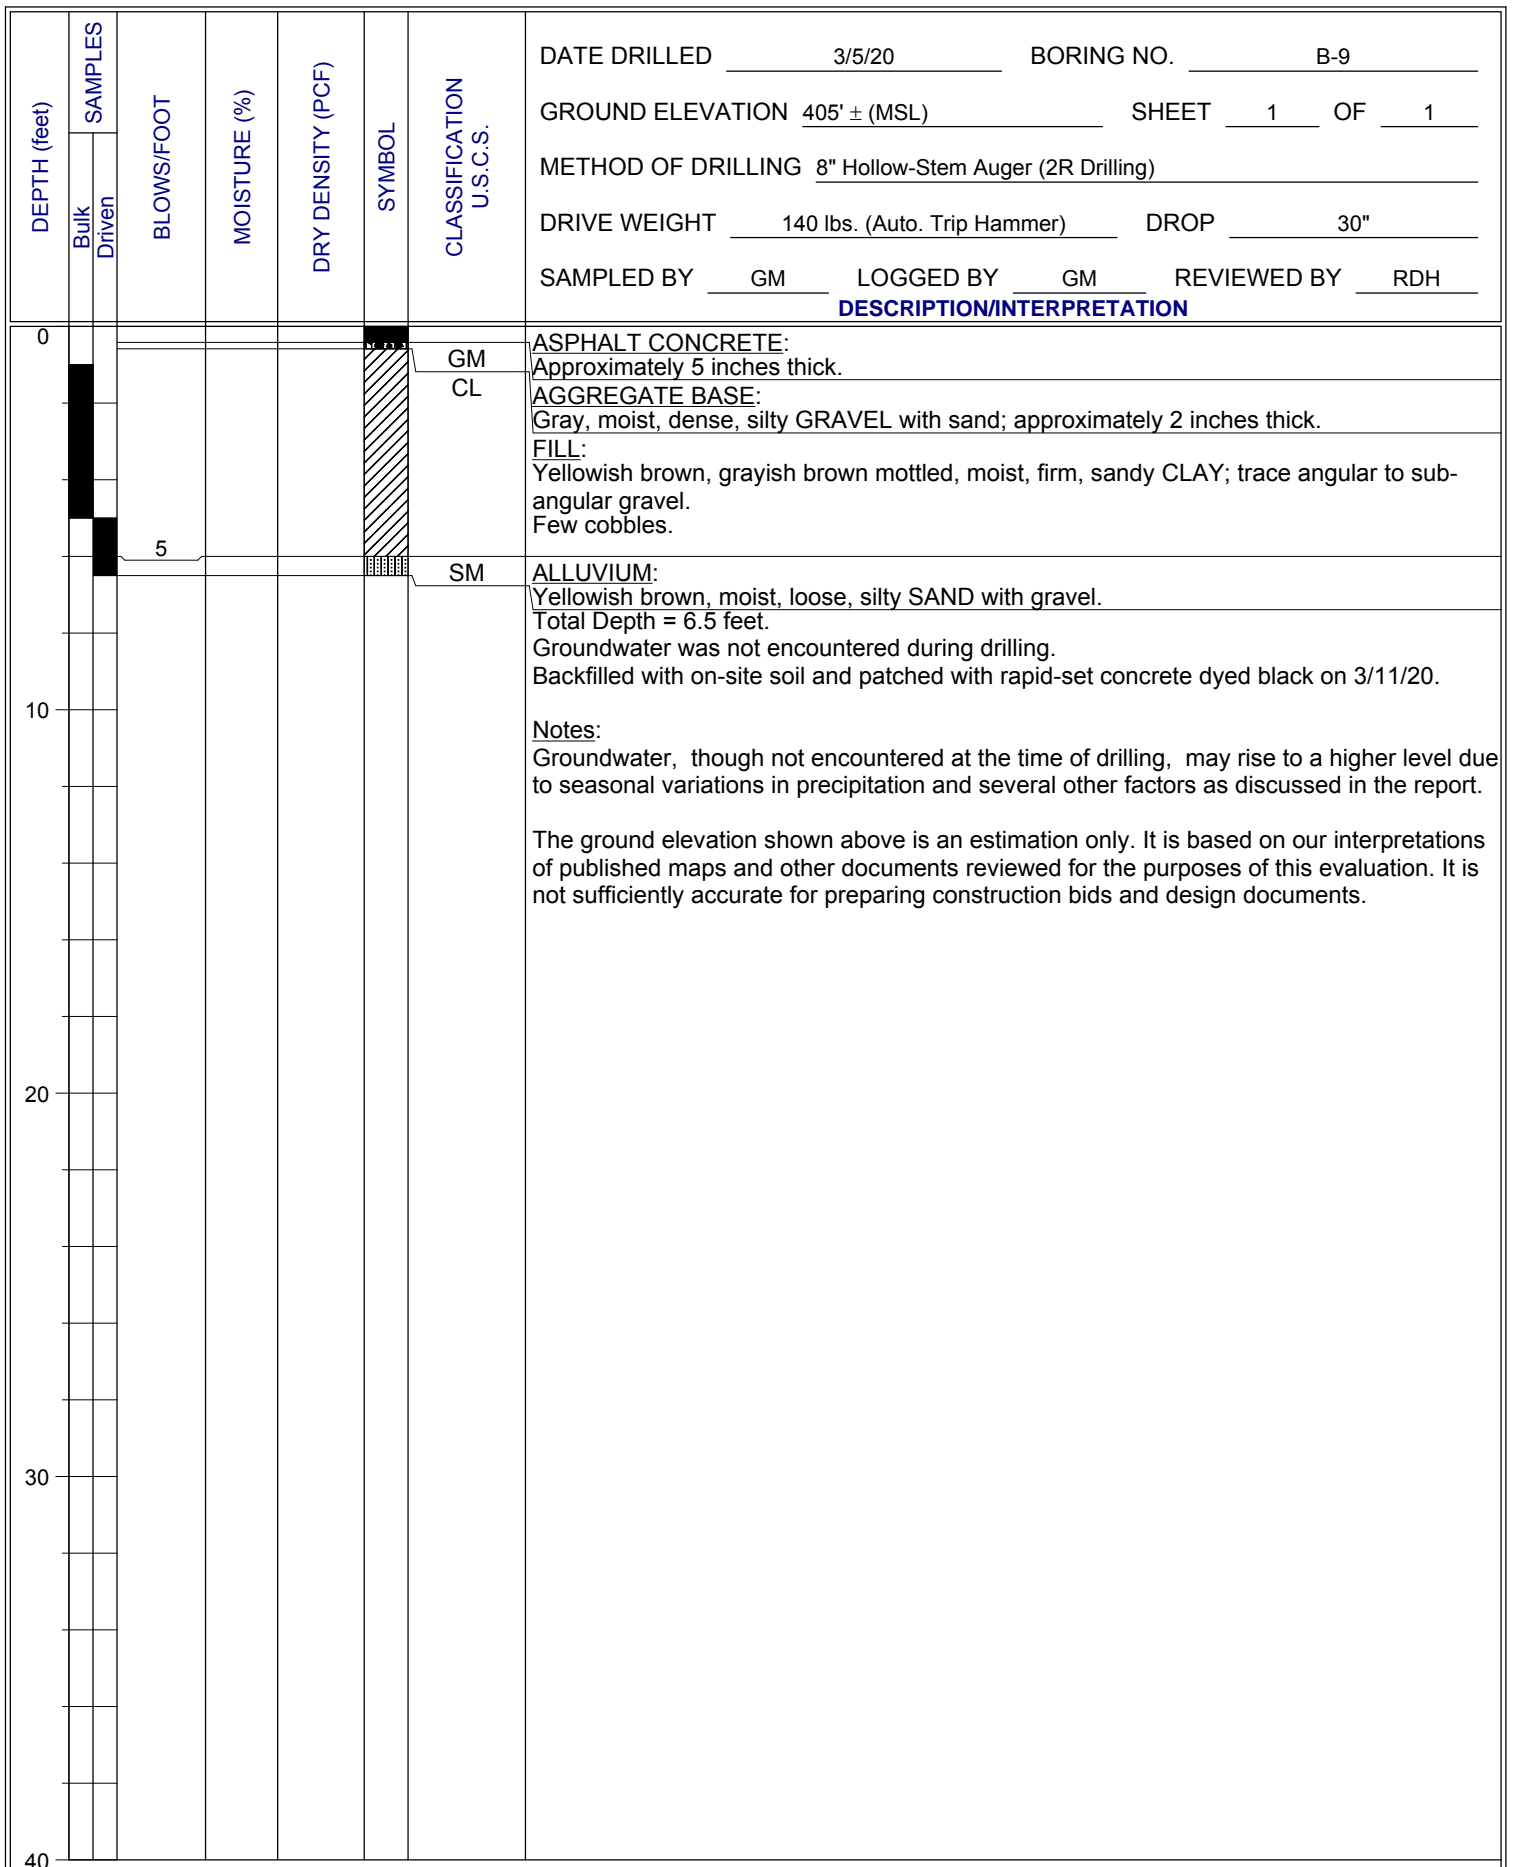 DEPTH (feet)
SAMPLES
Bulk
Driven
BLOWS/FOOT
MOISTURE (%)
DRY DENSITY (PCF)
SYMBOL
CLASSIFICATION
U.S.C.S.
DATE DRILLED 3/5/20 BORING NO. B-9
GROUND ELEVATION 405' ± (MSL) SHEET 1 OF 1
METHOD OF DRILLING 8" Hollow-Stem Auger (2R Drilling)
DRIVE WEIGHT 140 lbs. (Auto. Trip Hammer) DROP 30"
SAMPLED BY GM LOGGED BY GM REVIEWED BY RDH
DESCRIPTION/INTERPRETATION
0
GM
CL
ASPHALT CONCRETE:
Approximately 5 inches thick.
AGGREGATE BASE:
Gray, moist, dense, silty GRAVEL with sand; approximately 2 inches thick.
FILL:
Yellowish brown, grayish brown mottled, moist, firm, sandy CLAY; trace angular to sub-
angular gravel.
Few cobbles.
5
SM
ALLUVIUM:
Yellowish brown, moist, loose, silty SAND with gravel.
Total Depth = 6.5 feet.
Groundwater was not encountered during drilling.
Backfilled with on-site soil and patched with rapid-set concrete dyed black on 3/11/20.
10
Notes:
Groundwater, though not encountered at the time of drilling, may rise to a higher level due
to seasonal variations in precipitation and several other factors as discussed in the report.
The ground elevation shown above is an estimation only. It is based on our interpretations
of published maps and other documents reviewed for the purposes of this evaluation. It is
not sufficiently accurate for preparing construction bids and design documents.
20
30
40